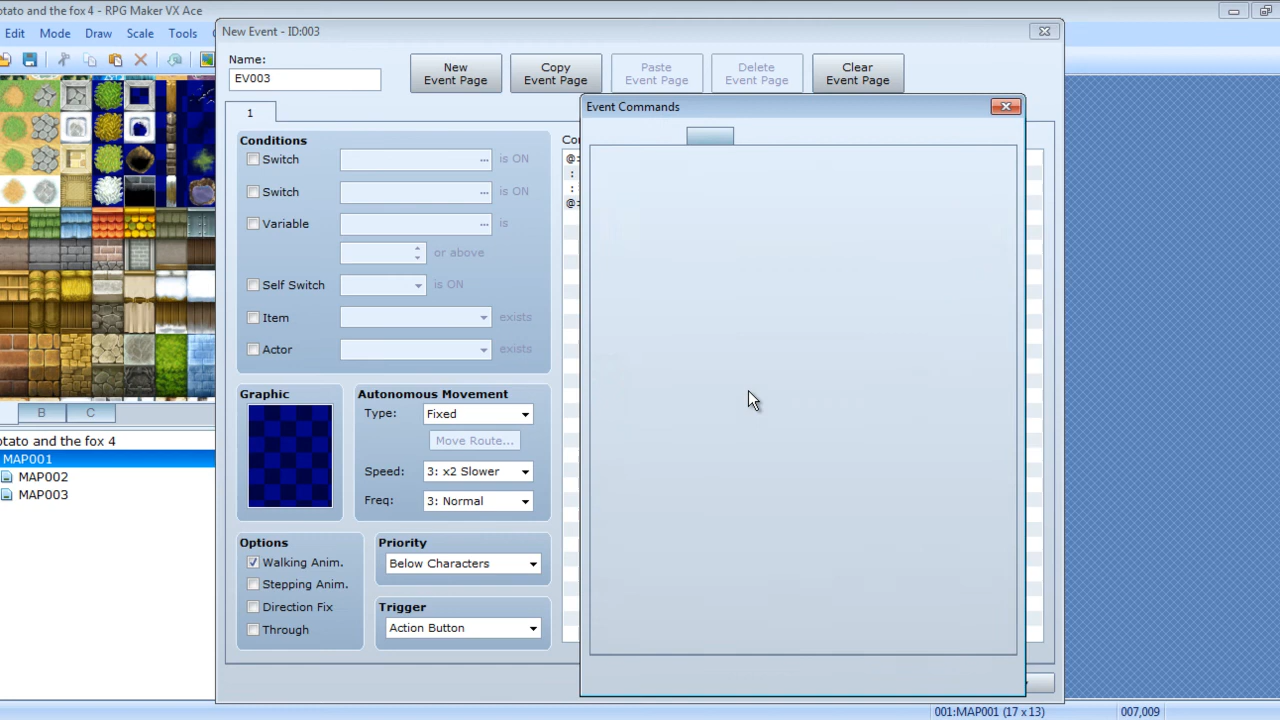 otato and the fox 4 - RPG Maker VX Ace
Edit Mode Draw Scale Tools
New Event - ID:003
Name:
EV003
New Event Page
Copy Event Page
Paste Event Page
Delete Event Page
Clear Event Page
Event Commands
1
Conditions
Switch ... is ON
Switch ... is ON
Variable ... is
or above
Self Switch is ON
Item exists
Actor exists
Graphic
Autonomous Movement
Type: Fixed
Move Route...
Speed: 3: x2 Slower
Freq: 3: Normal
Options
Walking Anim.
Stepping Anim.
Direction Fix
Through
Priority
Below Characters
Trigger
Action Button
@>
:
:
@>
B C
otato and the fox 4
MAP001
MAP002
MAP003
001:MAP001 (17 x 13) 007,009